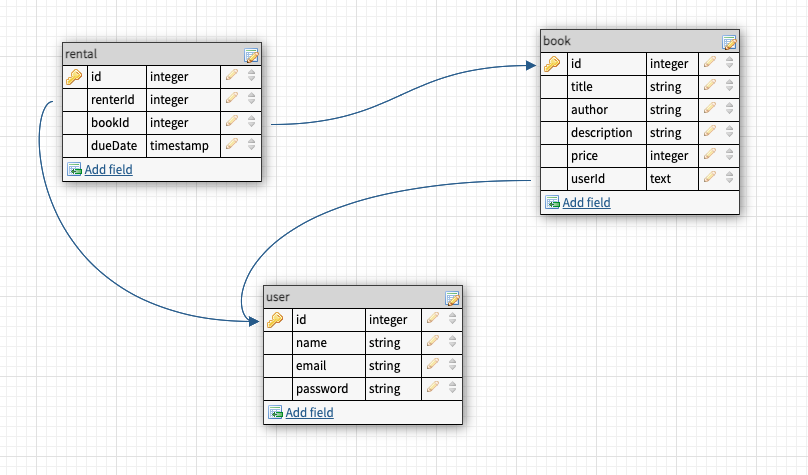 rental
id integer
renterId integer
bookId integer
dueDate timestamp
Add field
book
id integer
title string
author string
description string
price integer
userId text
Add field
user
id integer
name string
email string
password string
Add field